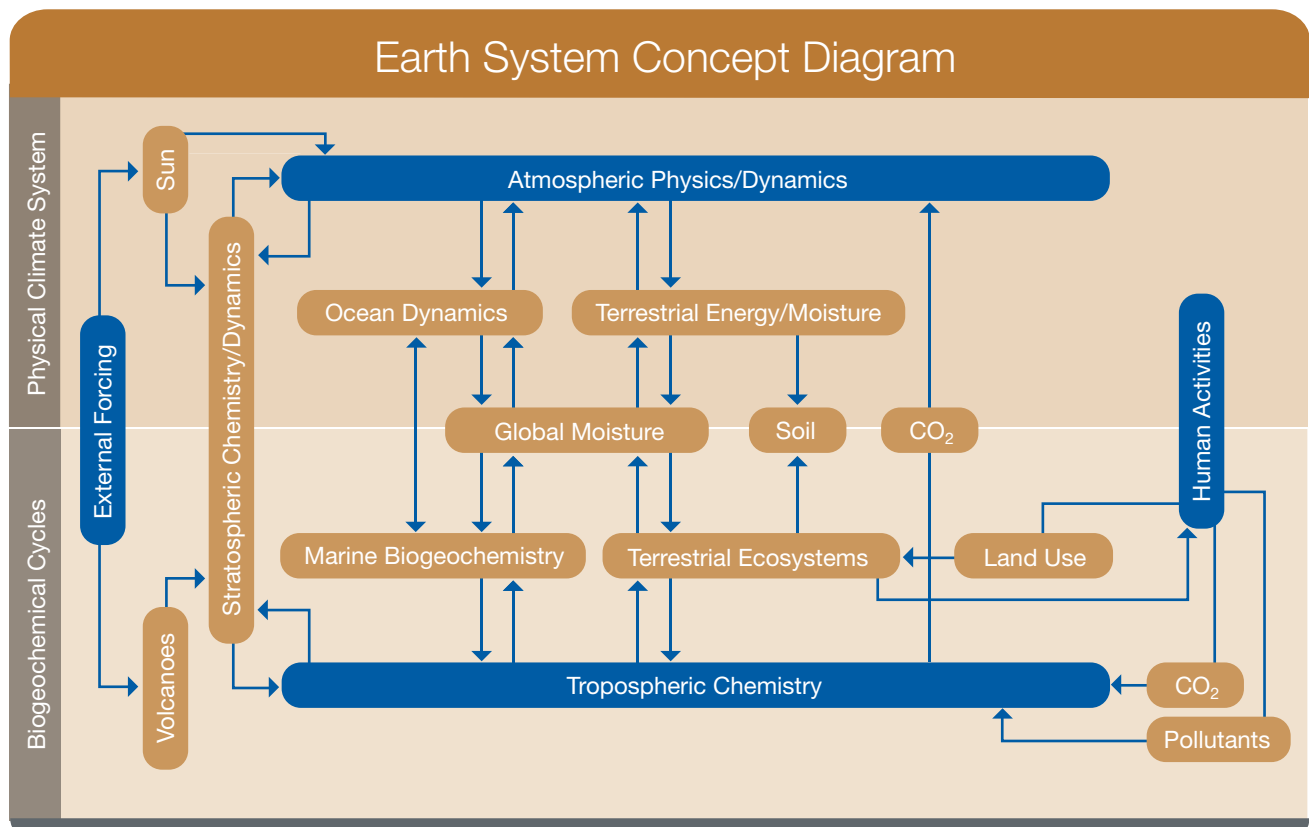 Earth System Concept Diagram
Physical Climate System
Biogeochemical Cycles
External Forcing
Sun
Volcanoes
Stratospheric Chemistry/Dynamics
Atmospheric Physics/Dynamics
Ocean Dynamics
Terrestrial Energy/Moisture
Global Moisture
Soil
CO₂
Human Activities
Marine Biogeochemistry
Terrestrial Ecosystems
Land Use
Tropospheric Chemistry
CO₂
Pollutants